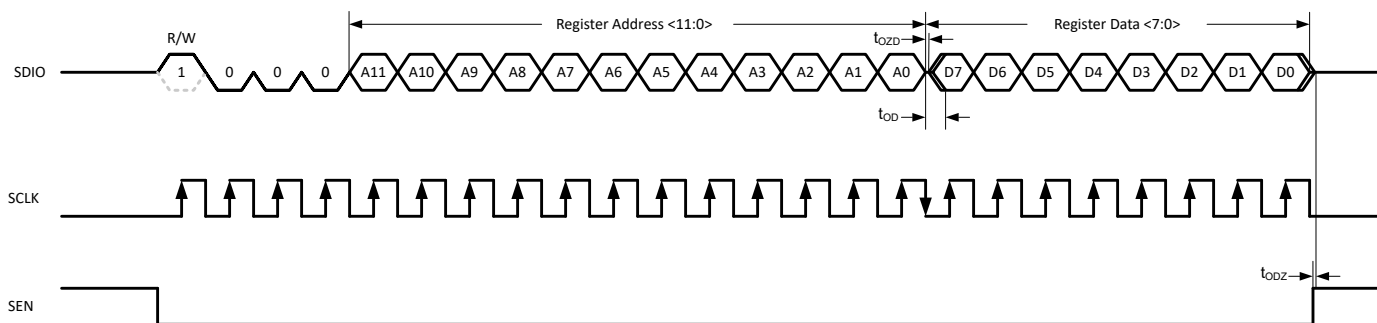 Register Address <11:0> Register Data <7:0>
R/W tOZD
SDIO 1 0 0 0 A11 A10 A9 A8 A7 A6 A5 A4 A3 A2 A1 A0 D7 D6 D5 D4 D3 D2 D1 D0
tOD
SCLK
tODZ
SEN